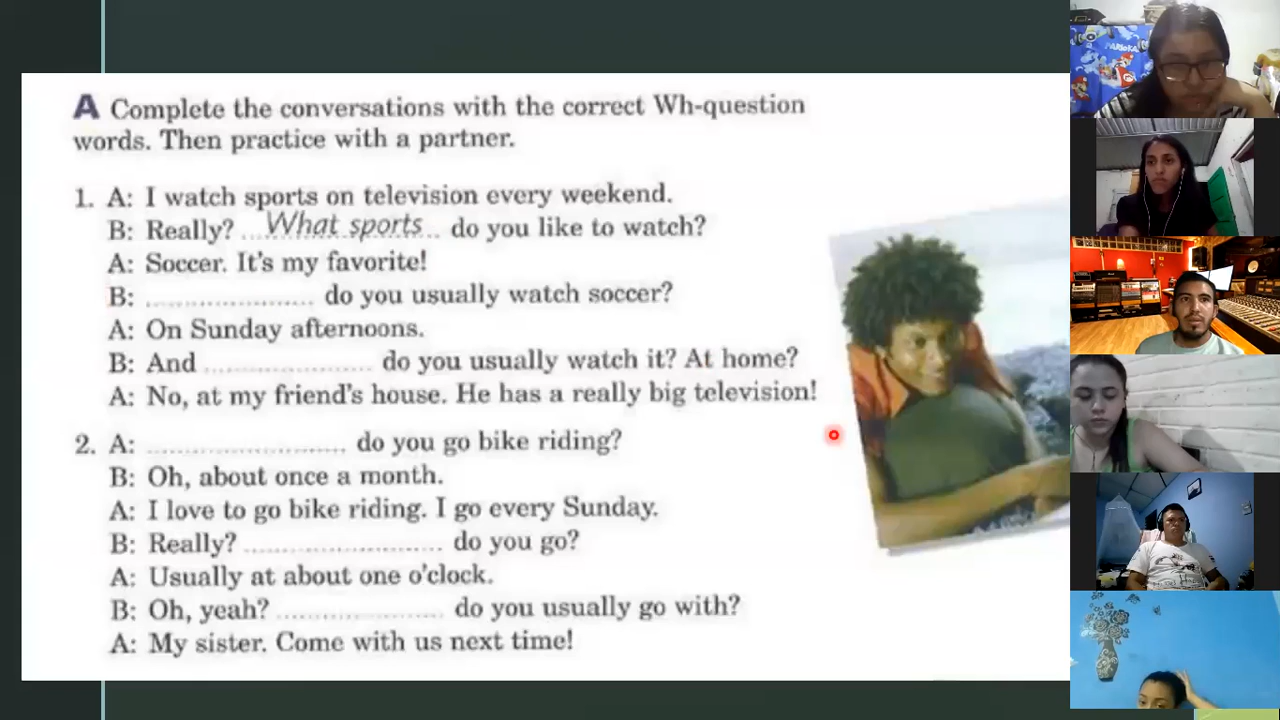 A Complete the conversations with the correct Wh-question
words. Then practice with a partner.
1. A: I watch sports on television every weekend.
B: Really? ...What sports... do you like to watch?
A: Soccer. It's my favorite!
B: ........................ do you usually watch soccer?
A: On Sunday afternoons.
B: And ........................ do you usually watch it? At home?
A: No, at my friend's house. He has a really big television!
2. A: ............................ do you go bike riding?
B: Oh, about once a month.
A: I love to go bike riding. I go every Sunday.
B: Really? ............................ do you go?
A: Usually at about one o'clock.
B: Oh, yeah? ........................ do you usually go with?
A: My sister. Come with us next time!